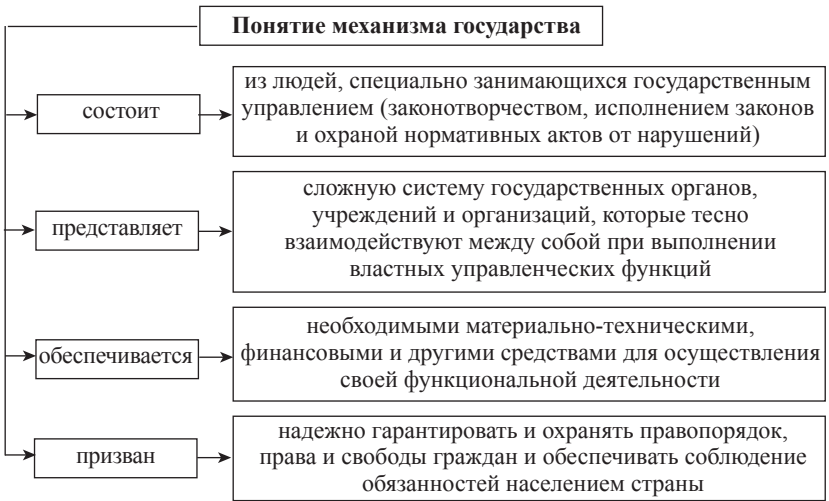 Понятие механизма государства
состоит
из людей, специально занимающихся государственным
управлением (законотворчеством, исполнением законов
и охраной нормативных актов от нарушений)
представляет
сложную систему государственных органов,
учреждений и организаций, которые тесно
взаимодействуют между собой при выполнении
властных управленческих функций
обеспечивается
необходимыми материально-техническими,
финансовыми и другими средствами для осуществления
своей функциональной деятельности
призван
надежно гарантировать и охранять правопорядок,
права и свободы граждан и обеспечивать соблюдение
обязанностей населением страны